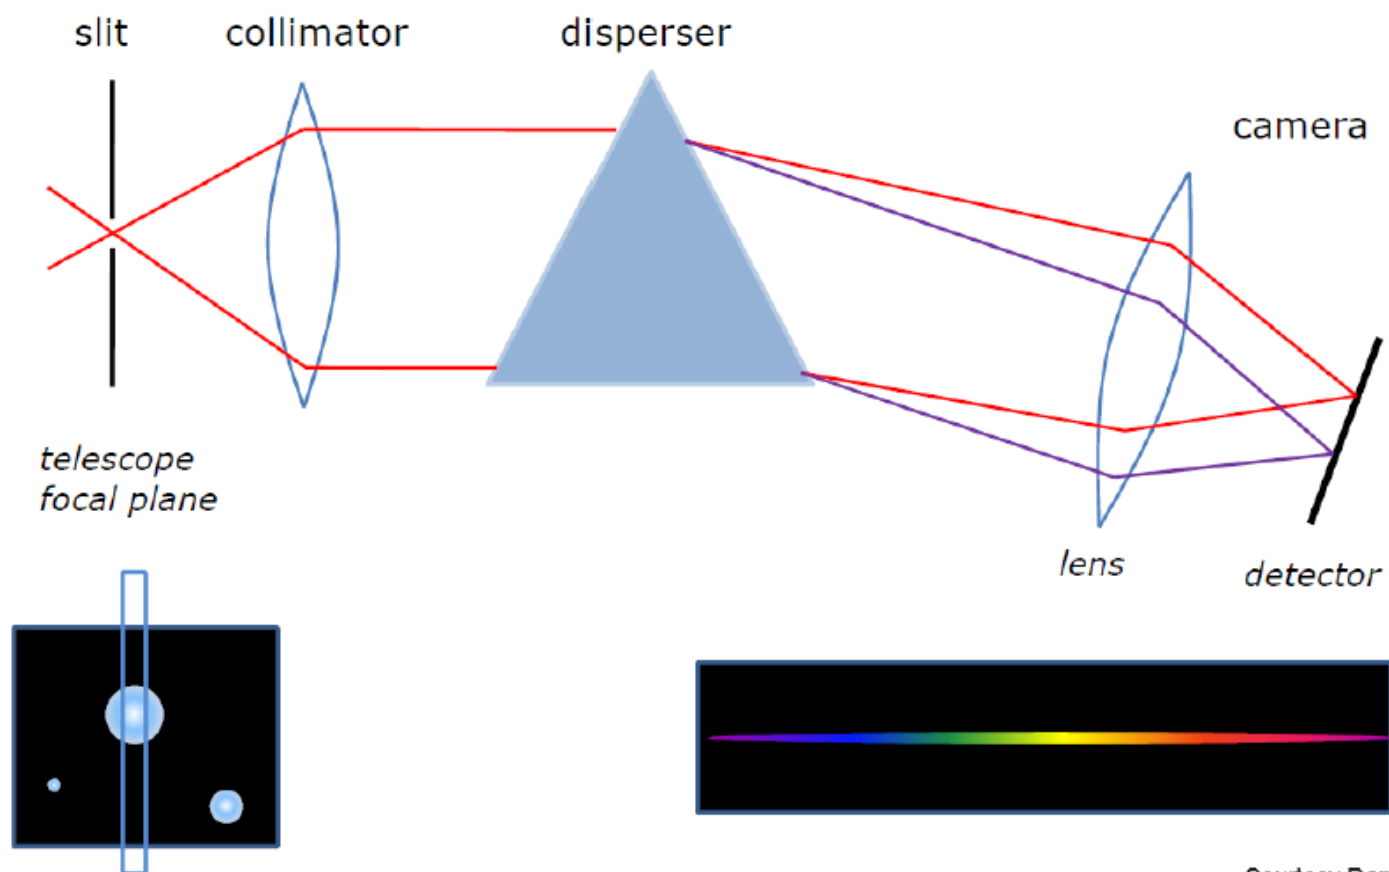 slit
collimator
disperser
camera
telescope
focal plane
lens
detector